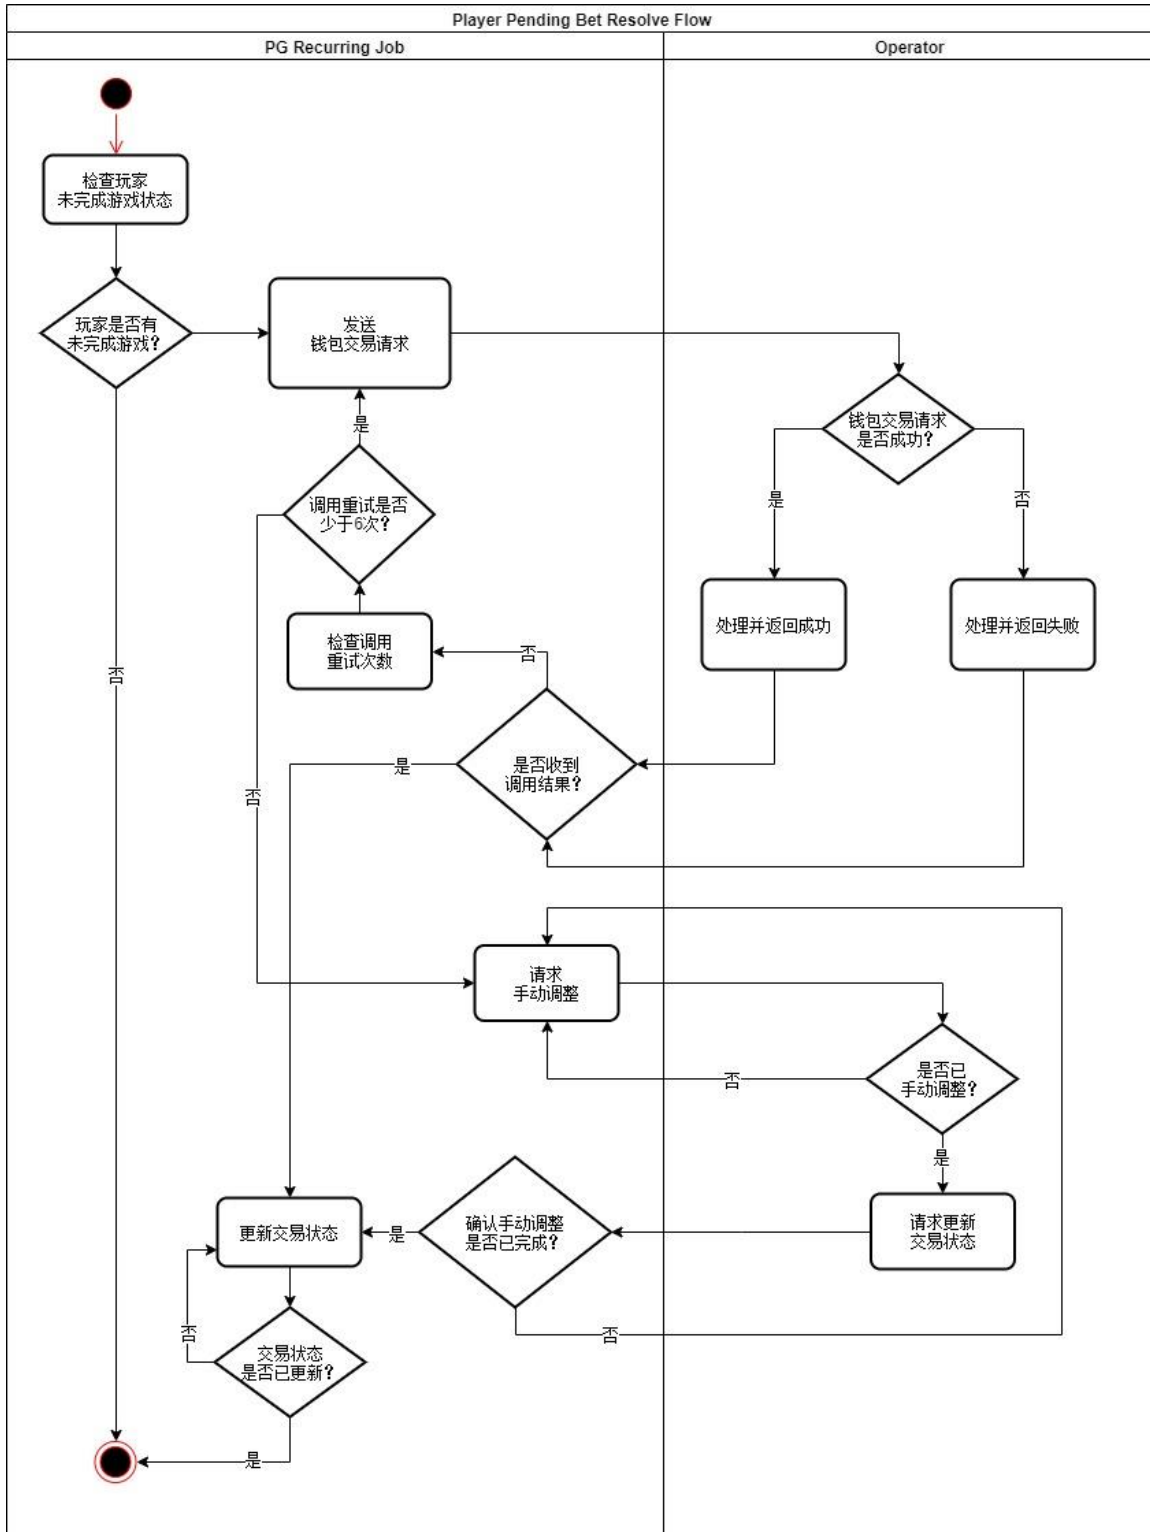 Player Pending Bet Resolve Flow
PG Recurring Job
Operator
检查玩家
未完成游戏状态
玩家是否有
未完成游戏?
发送
钱包交易请求
钱包交易请求
是否成功?
是
调用重试是否
少于6次?
是
否
检查调用
重试次数
处理并返回成功
处理并返回失败
否
否
是否收到
调用结果?
是
否
请求
手动调整
是否已
手动调整?
否
是
更新交易状态
是
确认手动调整
是否已完成?
请求更新
交易状态
否
否
交易状态
是否已更新?
是